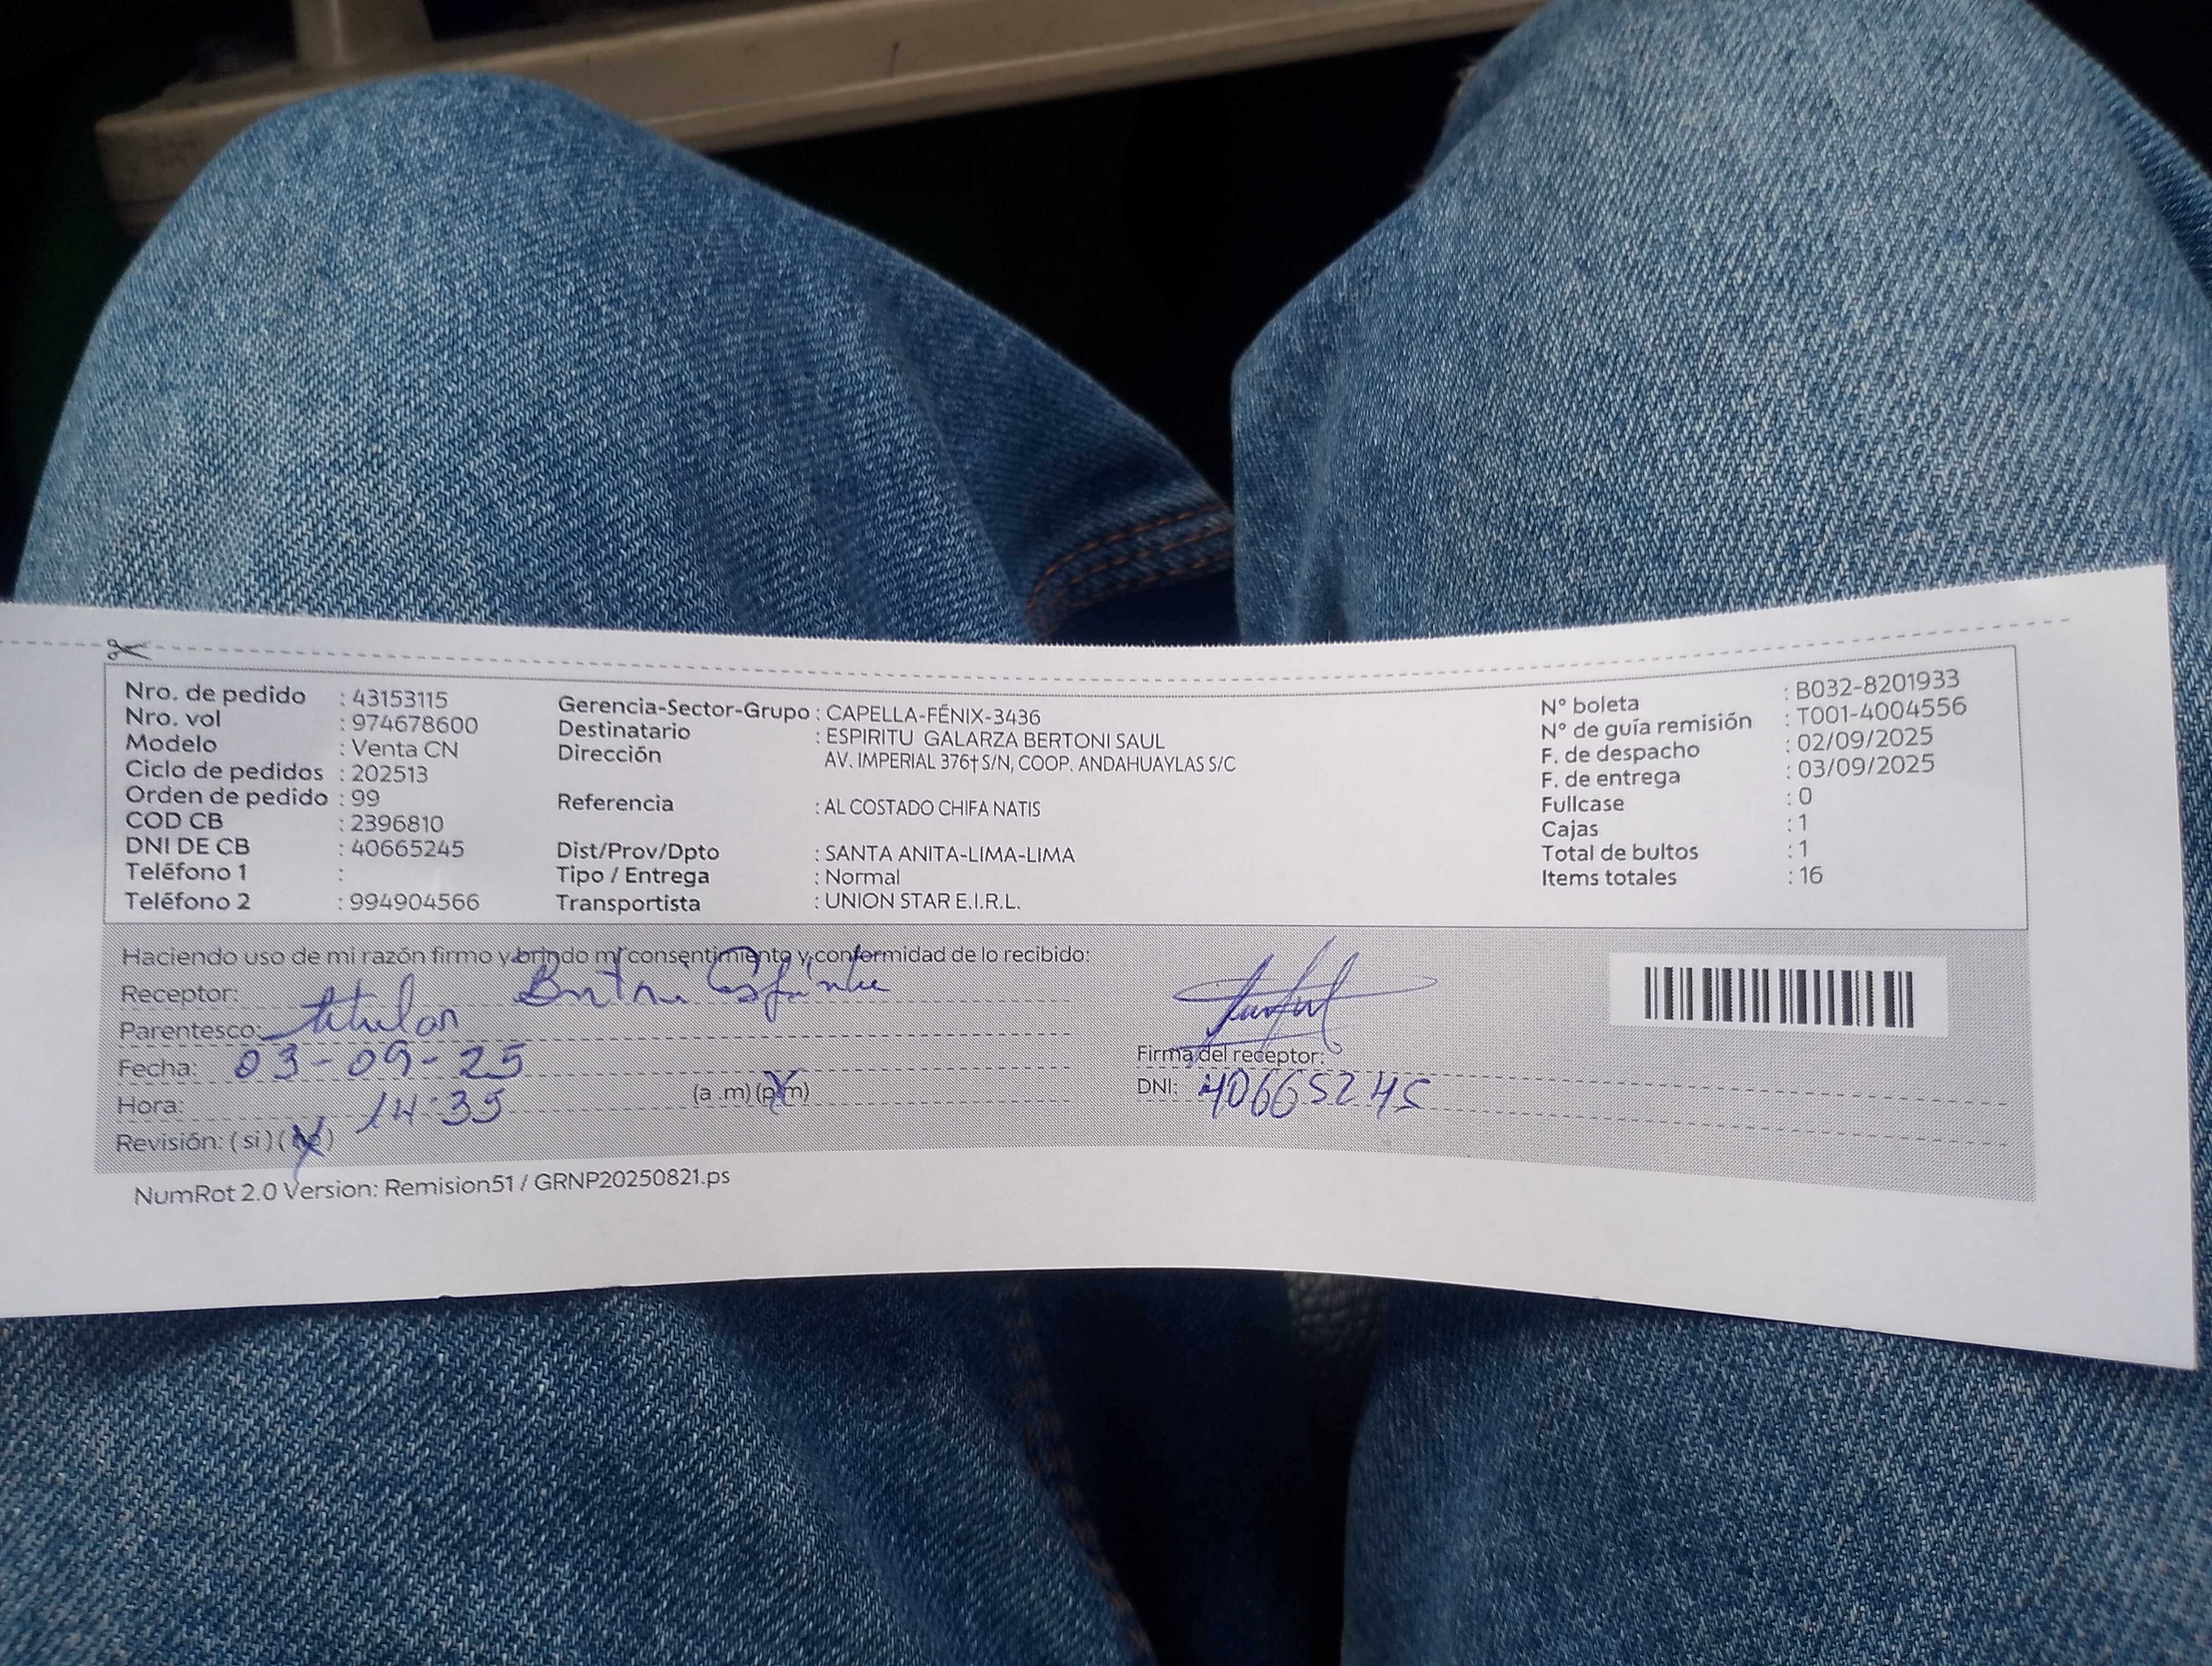 Nro. de pedido : 43153115
Nro. vol : 974678600
Modelo : Venta CN
Ciclo de pedidos : 202513
Orden de pedido : 99
COD CB : 2396810
DNI DE CB : 40665245
Teléfono 1 :
Teléfono 2 : 994904566
Gerencia-Sector-Grupo : CAPELLA-FÉNIX-3436
Destinatario : ESPIRITU GALARZA BERTONI SAUL
Dirección AV. IMPERIAL 376† S/N, COOP. ANDAHUAYLAS S/C
Referencia : AL COSTADO CHIFA NATIS
Dist/Prov/Dpto : SANTA ANITA-LIMA-LIMA
Tipo / Entrega : Normal
Transportista : UNION STAR E.I.R.L.
N° boleta : B032-8201933
N° de guía remisión : T001-4004556
F. de despacho : 02/09/2025
F. de entrega : 03/09/2025
Fullcase : 0
Cajas : 1
Total de bultos : 1
Items totales : 16
Haciendo uso de mi razón firmo y brindo mi consentimiento y conformidad de lo recibido:
Receptor:
Parentesco: titular
Fecha: 03-09-25
Hora: 14:35 (a .m) (p.m)
Revisión: ( si ) ( no )
Firma del receptor:
DNI: 40665245
NumRot 2.0 Version: Remision51 / GRNP20250821.ps